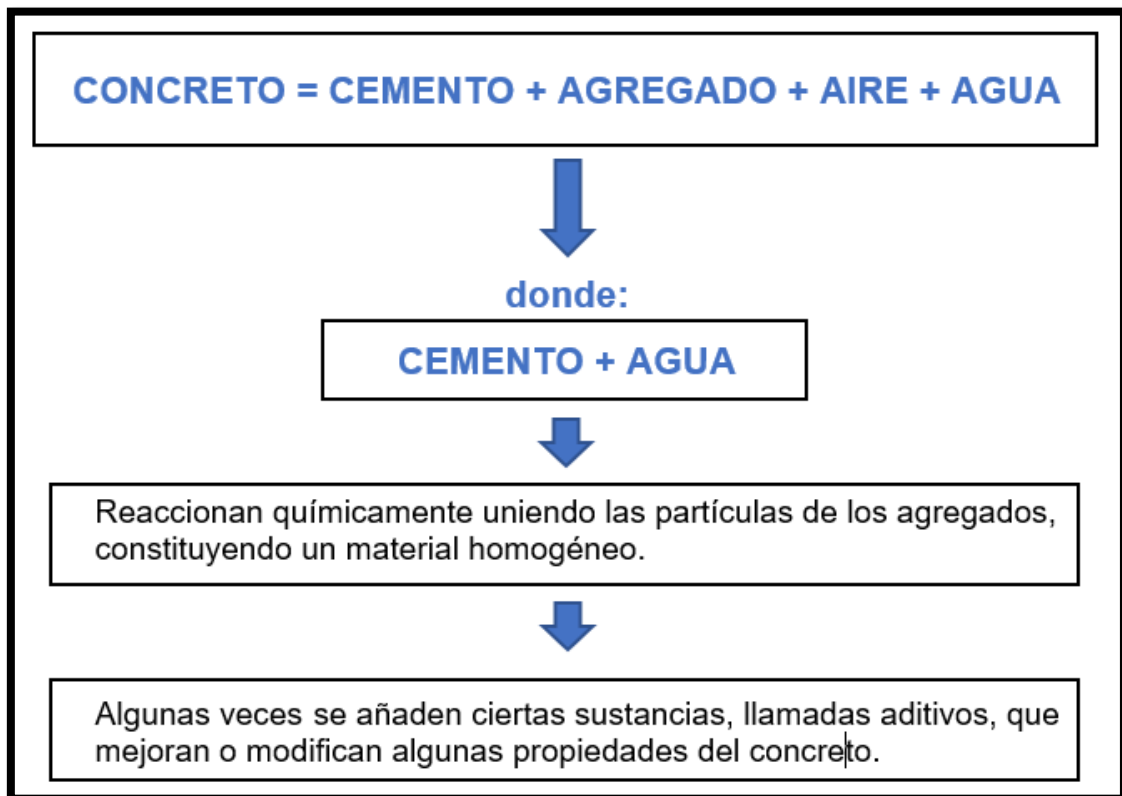 CONCRETO = CEMENTO + AGREGADO + AIRE + AGUA
donde:
CEMENTO + AGUA
Reaccionan químicamente uniendo las partículas de los agregados,
constituyendo un material homogéneo.
Algunas veces se añaden ciertas sustancias, llamadas aditivos, que
mejoran o modifican algunas propiedades del concreto.